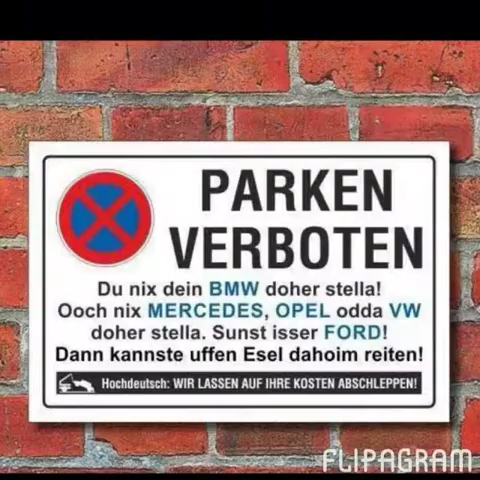 PARKEN
VERBOTEN
Du nix dein BMW doher stella!
Ooch nix MERCEDES, OPEL odda VW
doher stella. Sunst isser FORD!
Dann kannste uffen Esel dahoim reiten!
Hochdeutsch: WIR LASSEN AUF IHRE KOSTEN ABSCHLEPPEN!
FLIPAGRAM